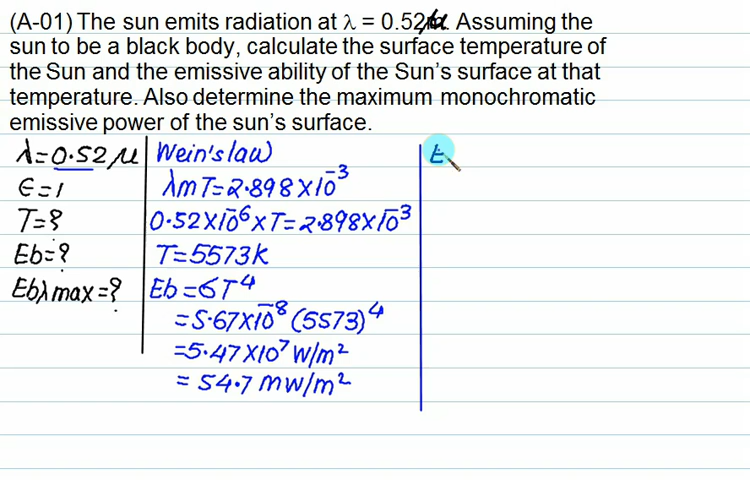 (A-01) The sun emits radiation at λ = 0.52μ. Assuming the
sun to be a black body, calculate the surface temperature of
the Sun and the emissive ability of the Sun's surface at that
temperature. Also determine the maximum monochromatic
emissive power of the sun's surface.
λ=0.52 μ
ϵ=1
T=?
Eb=?
Ebλmax=?
Wein's law
λmT=2.898×10⁻³
0.52×10⁻⁶×T=2.898×10⁻³
T=5573K
Eb=σT⁴
=5.67×10⁻⁸(5573)⁴
=5.47×10⁷ W/m²
=54.7 mW/m²
E